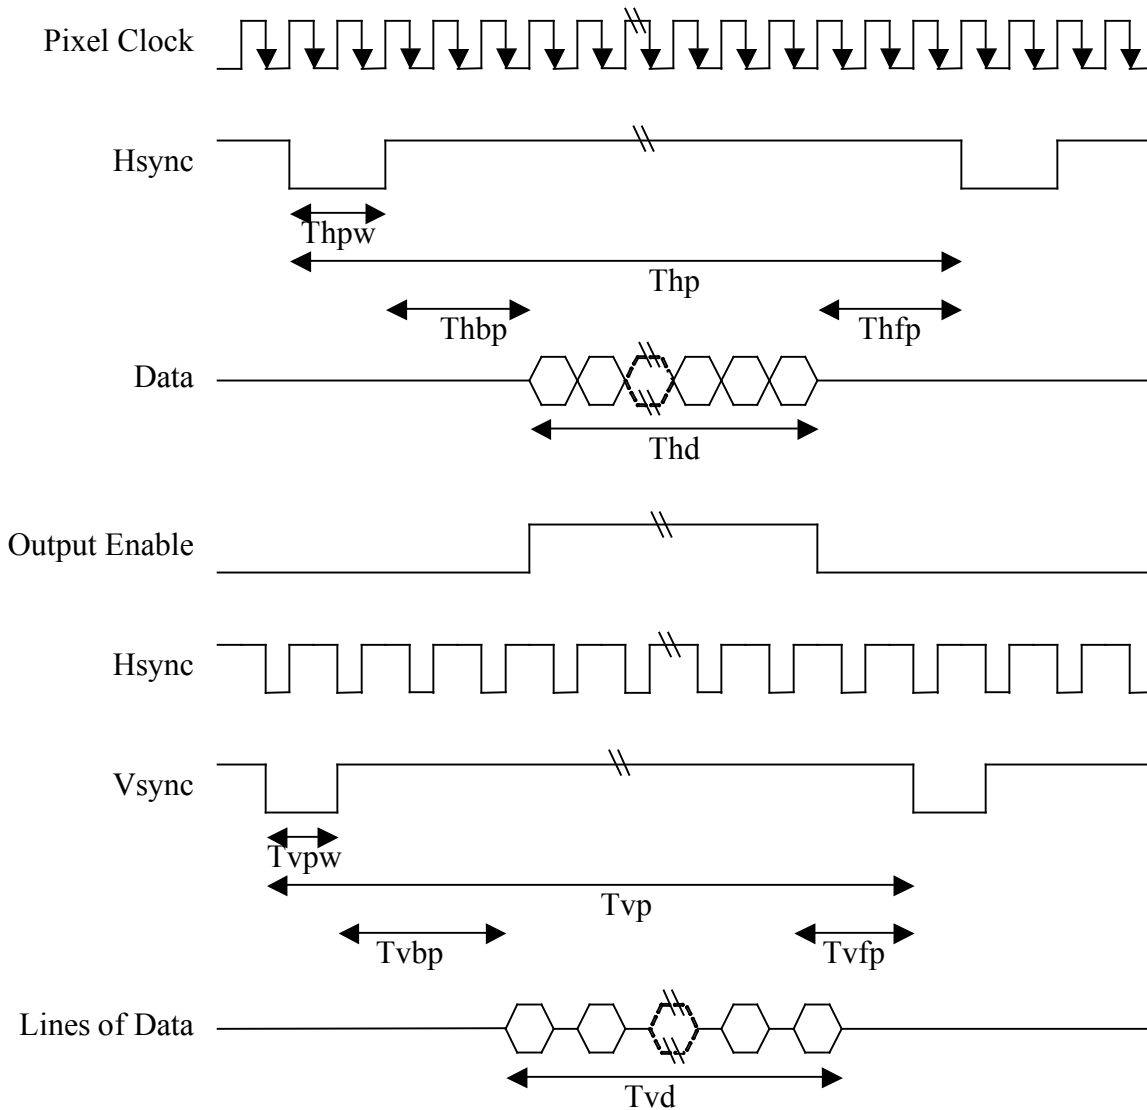 Pixel Clock
Hsync
Thpw
Thp
Thbp
Thfp
Data
Thd
Output Enable
Hsync
Vsync
Tvpw
Tvp
Tvbp
Tvfp
Lines of Data
Tvd